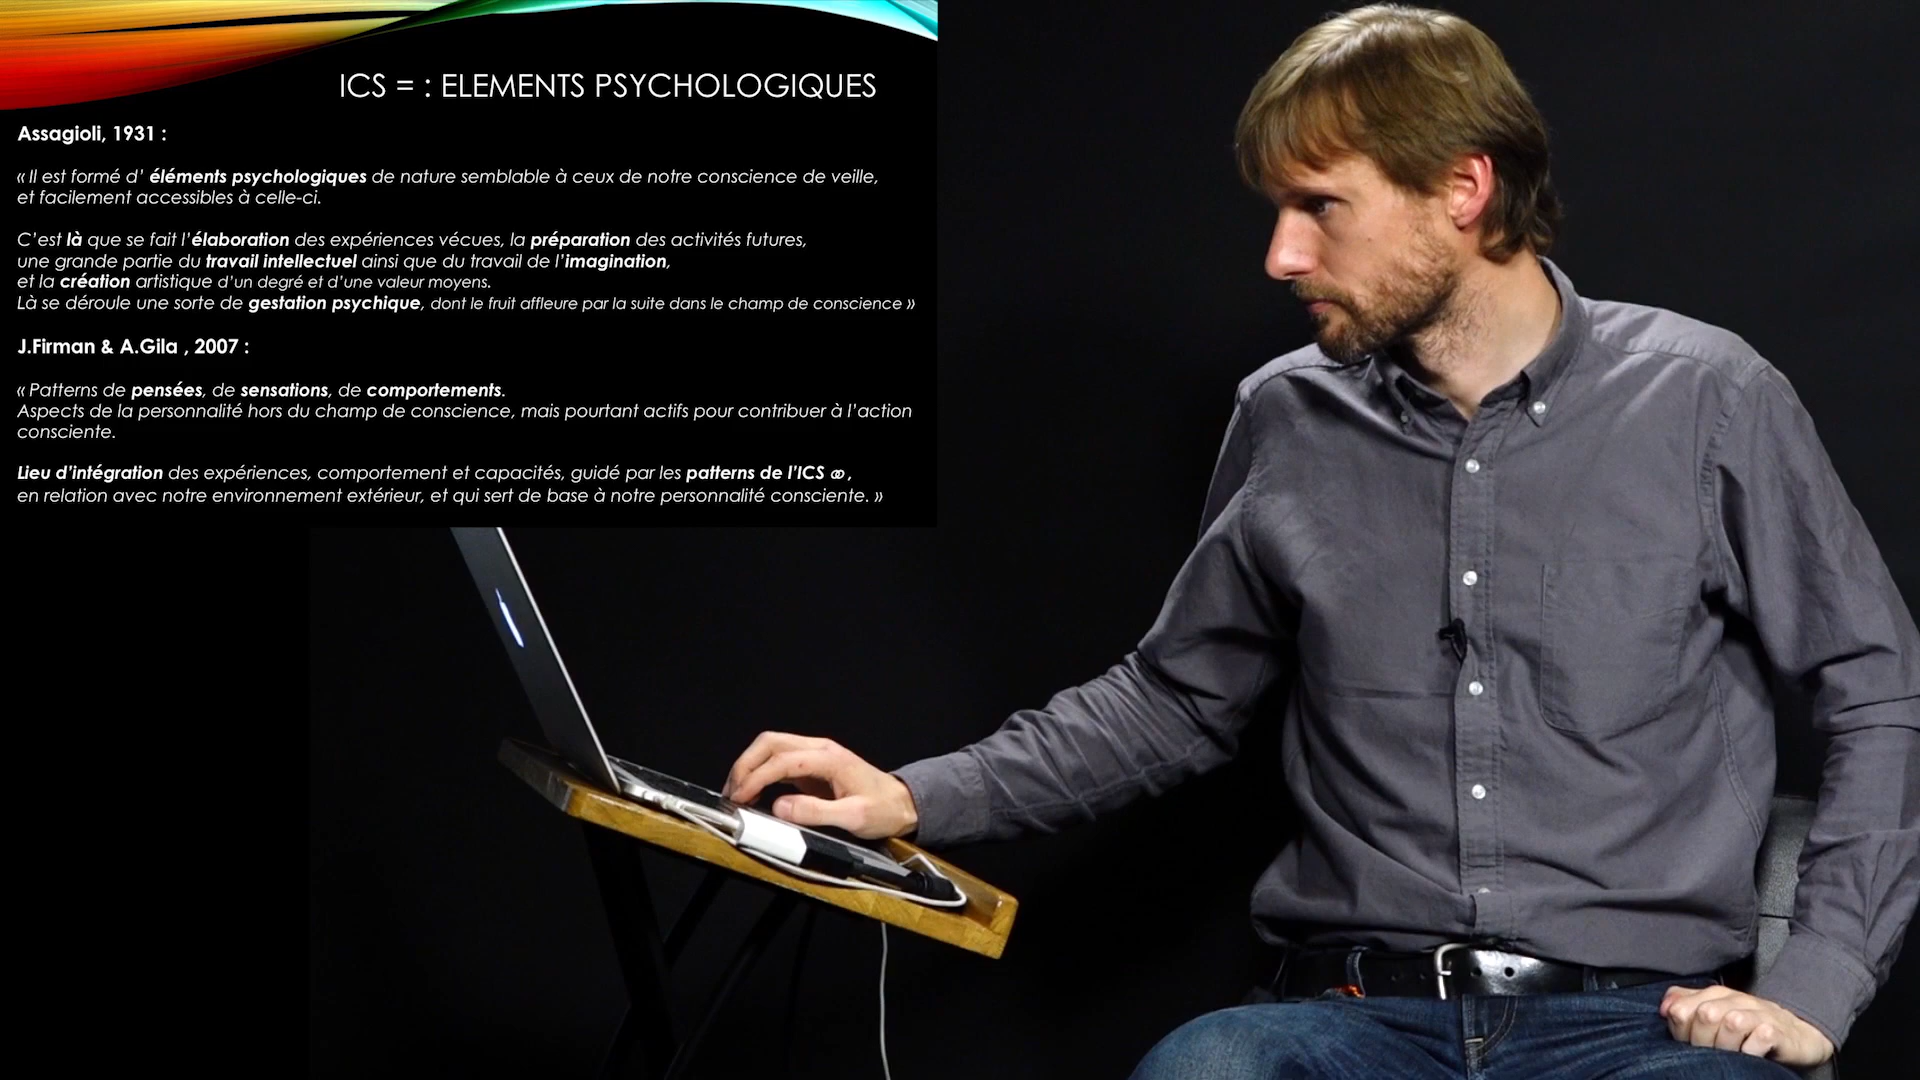 ICS = : ELEMENTS PSYCHOLOGIQUES
Assagioli, 1931 :
« Il est formé d’ éléments psychologiques de nature semblable à ceux de notre conscience de veille,
et facilement accessibles à celle-ci.
C’est là que se fait l’élaboration des expériences vécues, la préparation des activités futures,
une grande partie du travail intellectuel ainsi que du travail de l’imagination,
et la création artistique d’un degré et d’une valeur moyens.
Là se déroule une sorte de gestation psychique, dont le fruit affleure par la suite dans le champ de conscience »
J.Firman & A.Gila , 2007 :
« Patterns de pensées, de sensations, de comportements.
Aspects de la personnalité hors du champ de conscience, mais pourtant actifs pour contribuer à l’action
consciente.
Lieu d’intégration des expériences, comportement et capacités, guidé par les patterns de l’ICS ∞,
en relation avec notre environnement extérieur, et qui sert de base à notre personnalité consciente. »